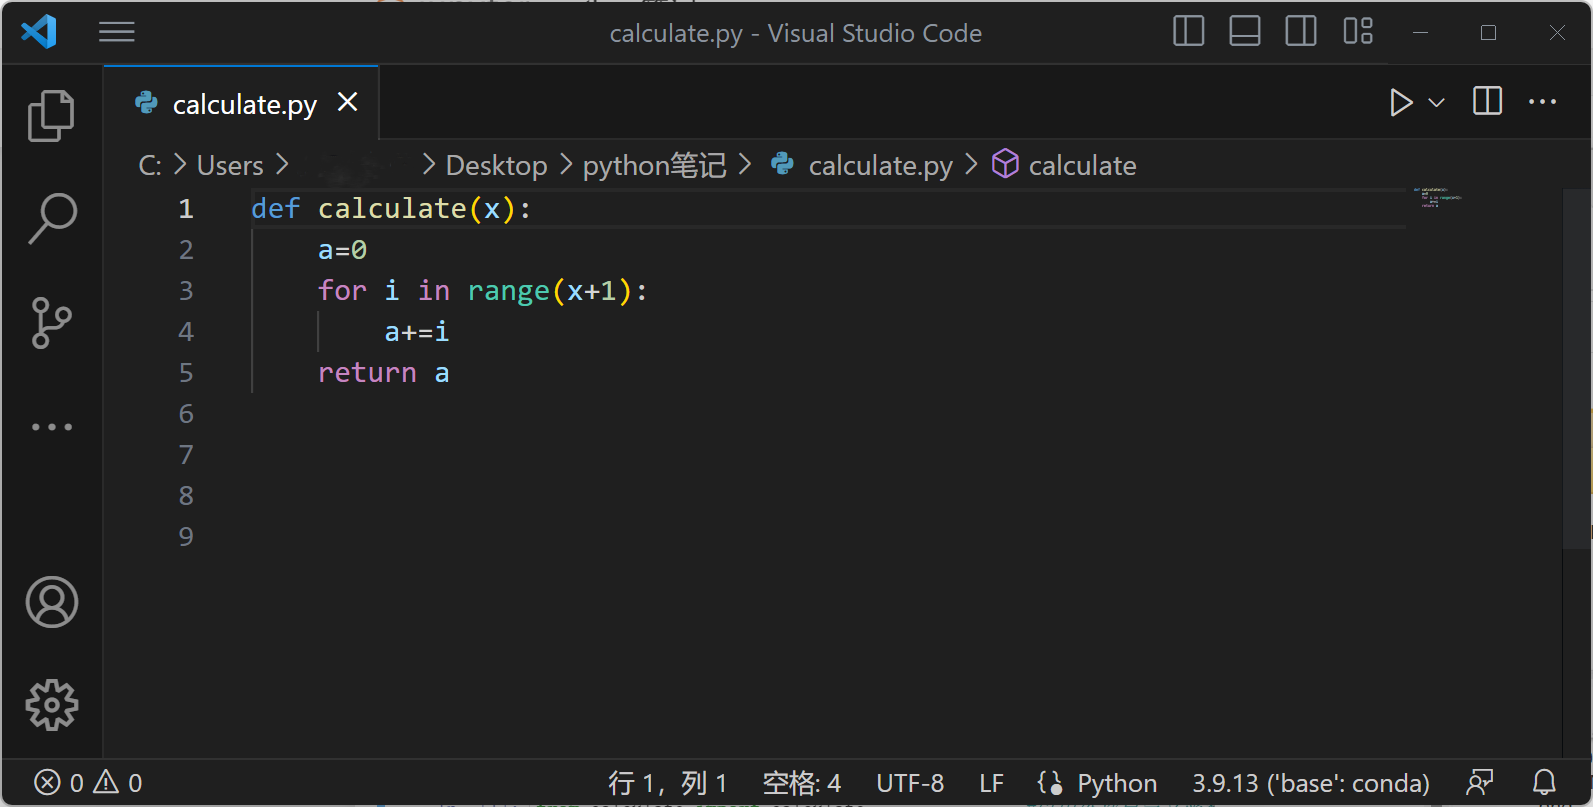 calculate.py - Visual Studio Code
calculate.py
C: > Users > > Desktop > python笔记 > calculate.py > calculate
1 def calculate(x):
2     a=0
3     for i in range(x+1):
4         a+=i
5     return a
6
7
8
9
0 0 行 1，列 1 空格: 4 UTF-8 LF Python 3.9.13 ('base': conda)